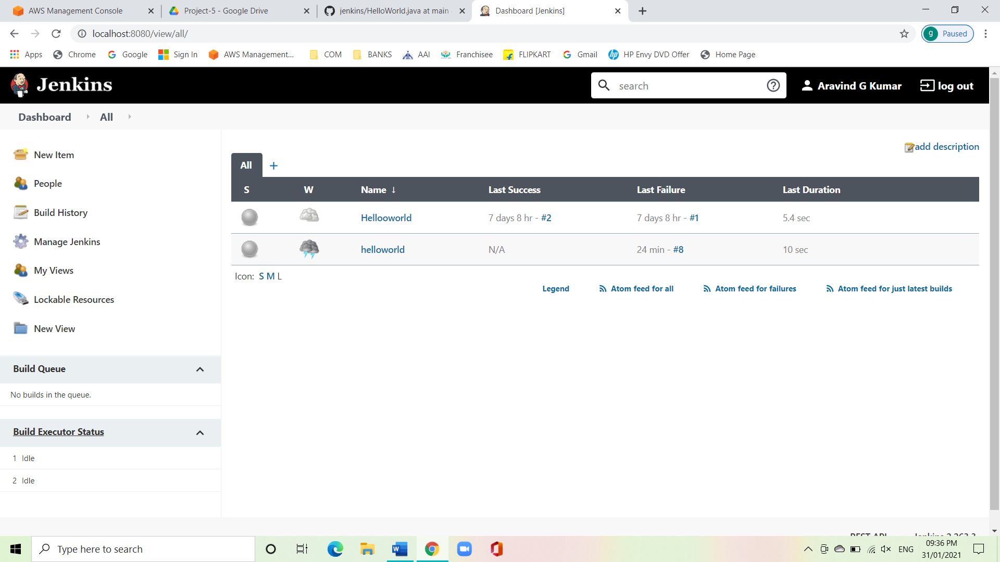 AWS Management Console
Project-5 - Google Drive
jenkins/HelloWorld.java at main
Dashboard [Jenkins]
localhost:8080/view/all/
g Paused
Apps Chrome Google Sign In AWS Management... COM BANKS AAI Franchisee FLIPKART Gmail HP Envy DVD Offer Home Page
Jenkins
search
Aravind G Kumar
log out
Dashboard All
add description
New Item
People
Build History
Manage Jenkins
My Views
Lockable Resources
New View
All +
S W Name ↓ Last Success Last Failure Last Duration
Hellooworld 7 days 8 hr - #2 7 days 8 hr - #1 5.4 sec
helloworld N/A 24 min - #8 10 sec
Icon: S M L
Legend Atom feed for all Atom feed for failures Atom feed for just latest builds
Build Queue
No builds in the queue.
Build Executor Status
1 Idle
2 Idle
REST API Jenkins 2.263.3
Type here to search
ENG
09:36 PM
31/01/2021